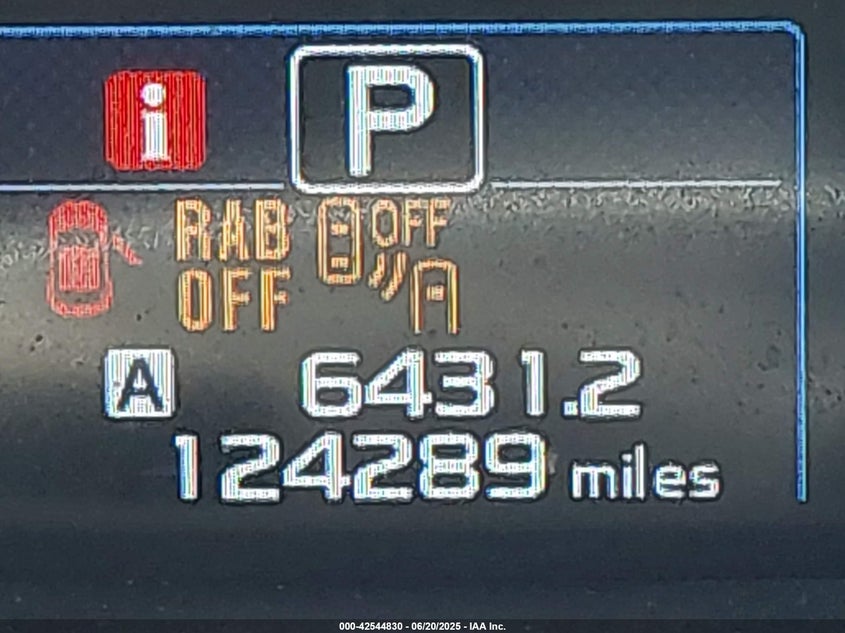 i P
RAB OFF
OFF
A 6431.2
124289 miles
000-42544830 - 06/20/2025 - IAA Inc.